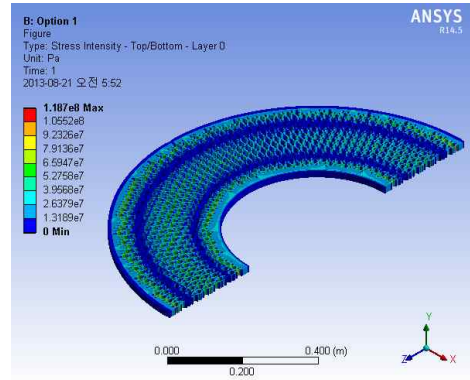 B: Option 1
Figure
Type: Stress Intensity - Top/Bottom - Layer 0
Unit: Pa
Time: 1
2013-08-21 오전 5:52
ANSYS
R14.5
1.187e8 Max
1.0552e8
9.2326e7
7.9136e7
6.5947e7
5.2758e7
3.9568e7
2.6379e7
1.3189e7
0 Min
0.000
0.400 (m)
0.200
Y
Z
X